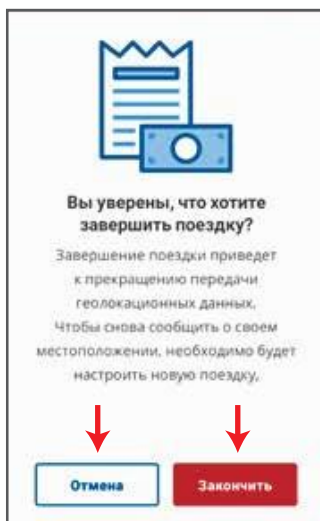 Вы уверены, что хотите
завершить поездку?
Завершение поездки приведет
к прекращению передачи
геолокационных данных.
Чтобы снова сообщить о своем
местоположении, необходимо будет
настроить новую поездку.
Отмена
Закончить